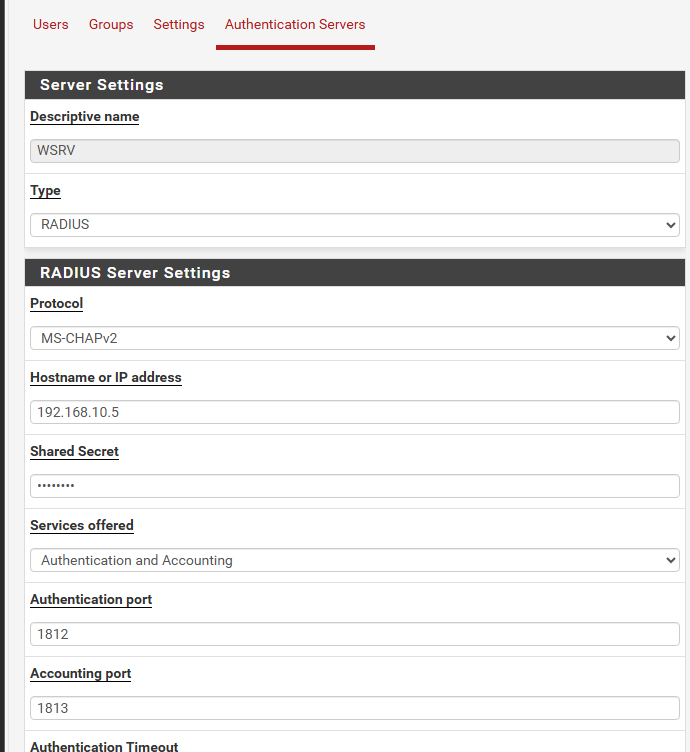 Users Groups Settings Authentication Servers
Server Settings
Descriptive name
WSRV
Type
RADIUS
RADIUS Server Settings
Protocol
MS-CHAPv2
Hostname or IP address
192.168.10.5
Shared Secret
••••••••
Services offered
Authentication and Accounting
Authentication port
1812
Accounting port
1813
Authentication Timeout